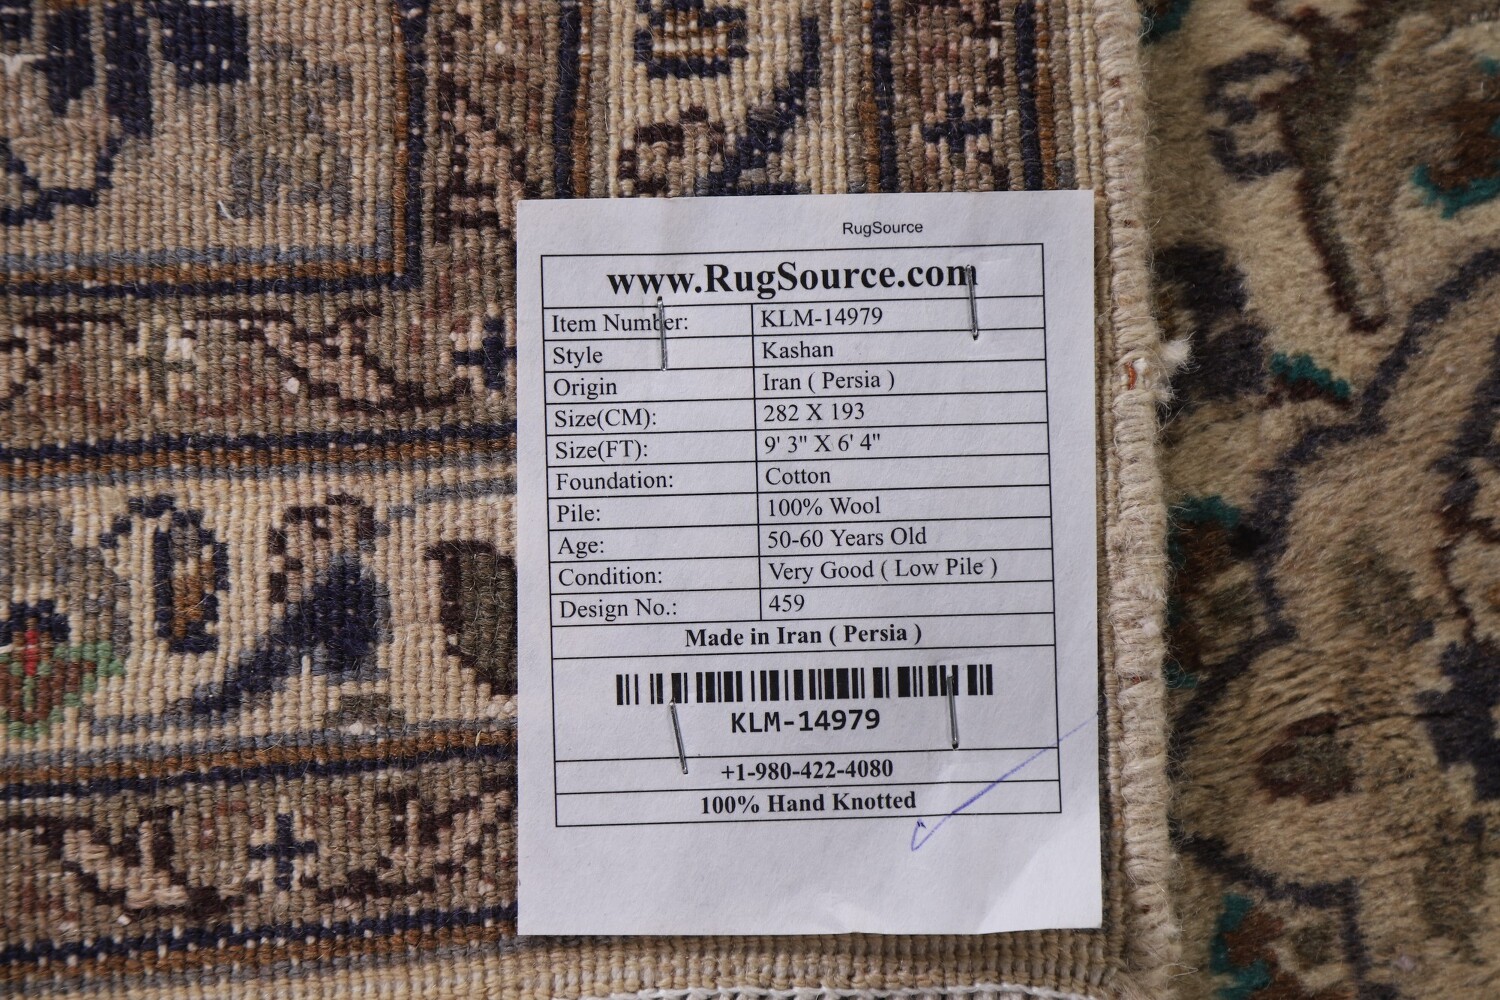 RugSource
www.RugSource.com
Item Number: KLM-14979
Style Kashan
Origin Iran ( Persia )
Size(CM): 282 X 193
Size(FT): 9' 3" X 6' 4"
Foundation: Cotton
Pile: 100% Wool
Age: 50-60 Years Old
Condition: Very Good ( Low Pile )
Design No.: 459
Made in Iran ( Persia )
KLM-14979
+1-980-422-4080
100% Hand Knotted